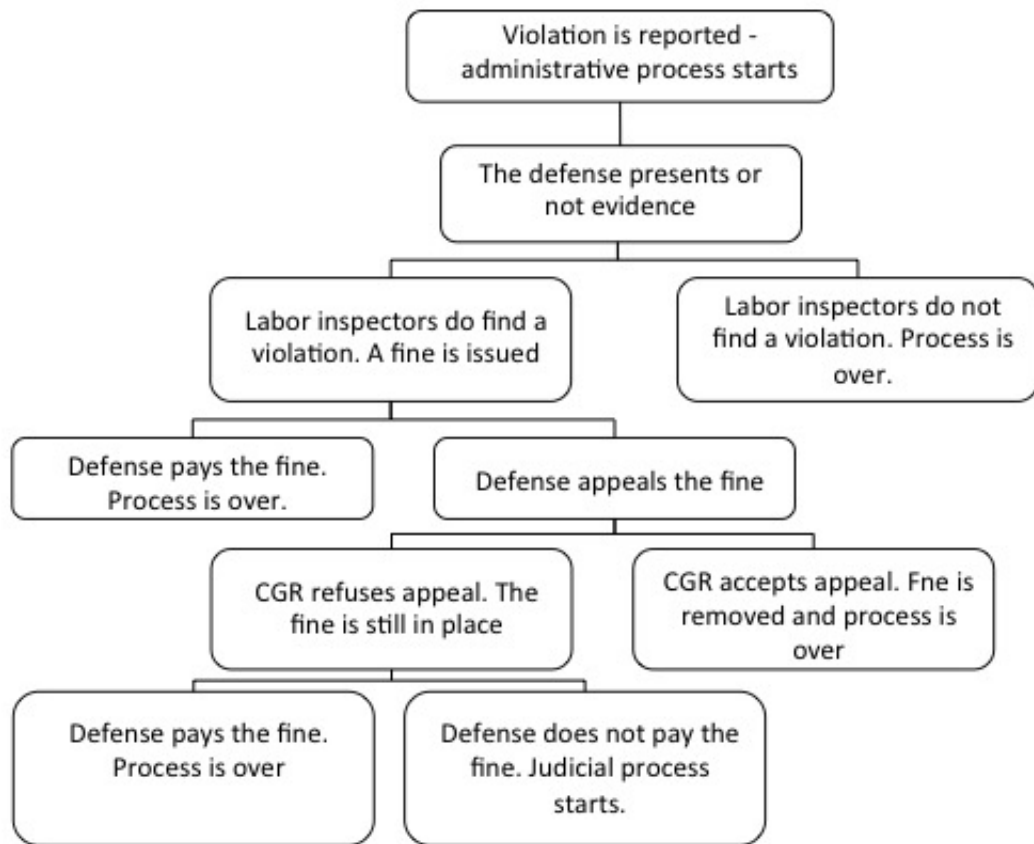 Violation is reported -
administrative process starts
The defense presents or
not evidence
Labor inspectors do find a
violation. A fine is issued
Labor inspectors do not
find a violation. Process is
over.
Defense pays the fine.
Process is over.
Defense appeals the fine
CGR refuses appeal. The
fine is still in place
CGR accepts appeal. Fne is
removed and process is
over
Defense pays the fine.
Process is over
Defense does not pay the
fine. Judicial process
starts.